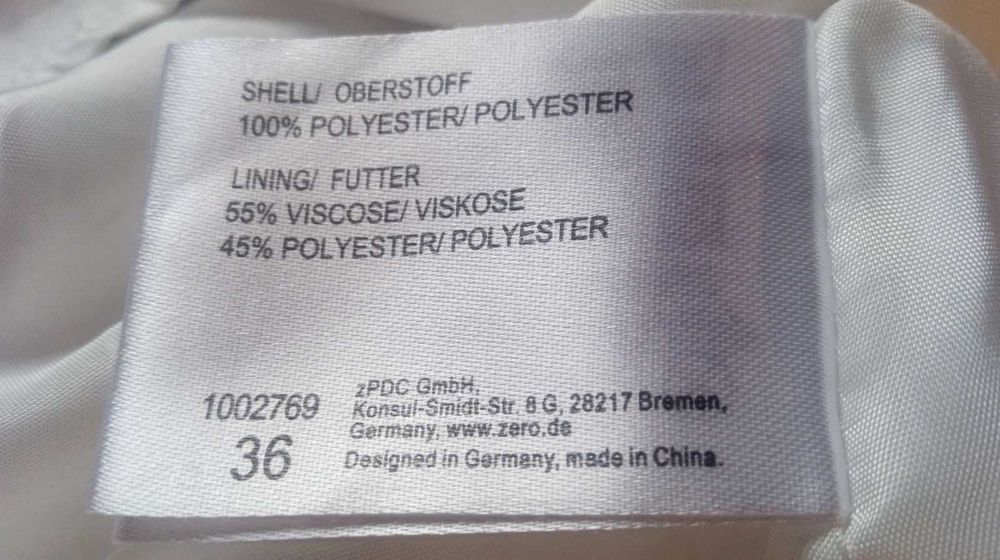 SHELL/ OBERSTOFF
100% POLYESTER/ POLYESTER
LINING/ FUTTER
55% VISCOSE/ VISKOSE
45% POLYESTER/ POLYESTER
1002769
36
zPDC GmbH,
Konsul-Smidt-Str. 8 G, 28217 Bremen,
Germany, www.zero.de
Designed in Germany, made in China.